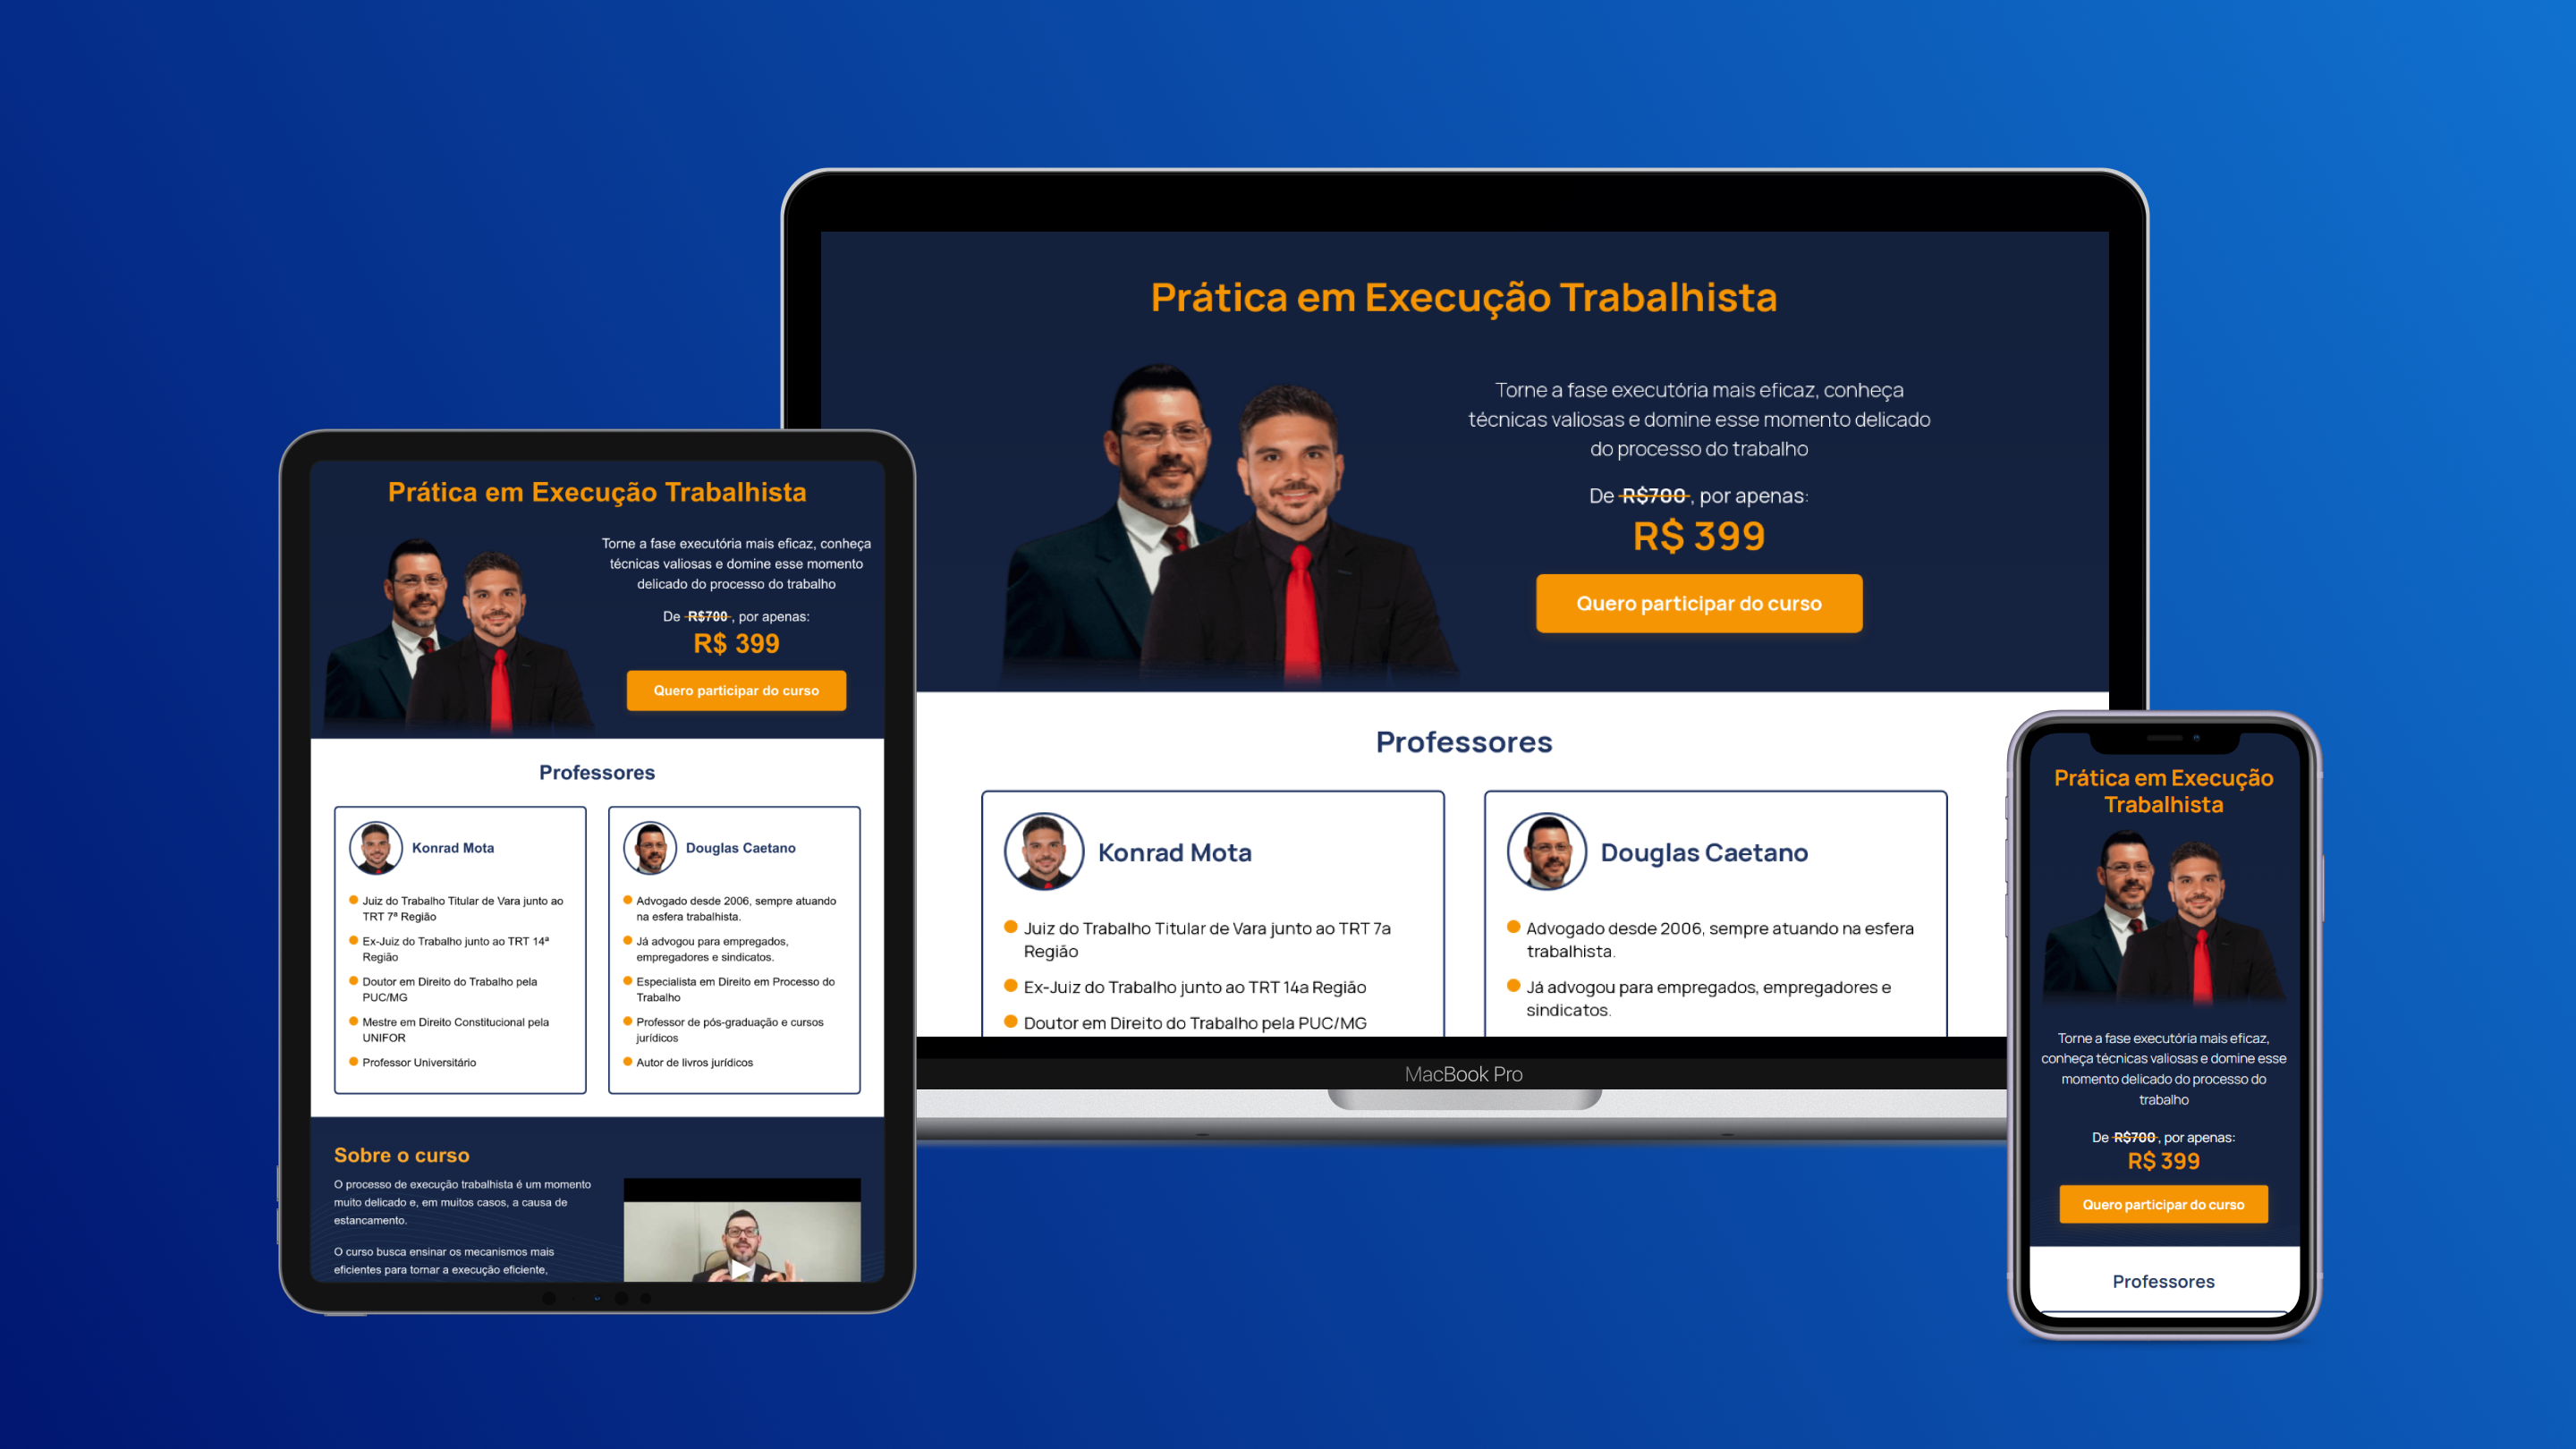 Prática em Execução Trabalhista
Torne a fase executória mais eficaz, conheça
técnicas valiosas e domine esse momento delicado
do processo do trabalho
De R$700, por apenas:
R$ 399
Quero participar do curso
Professores
Konrad Mota
Juiz do Trabalho Titular de Vara junto ao TRT 7a
Região
Ex-Juiz do Trabalho junto ao TRT 14a Região
Doutor em Direito do Trabalho pela PUC/MG
Douglas Caetano
Advogado desde 2006, sempre atuando na esfera
trabalhista.
Já advogou para empregados, empregadores e
sindicatos.
MacBook Pro
Prática em Execução Trabalhista
Torne a fase executória mais eficaz, conheça
técnicas valiosas e domine esse momento
delicado do processo do trabalho
De R$700, por apenas:
R$ 399
Quero participar do curso
Professores
Konrad Mota
Juiz do Trabalho Titular de Vara junto ao
TRT 7ª Região
Ex-Juiz do Trabalho junto ao TRT 14ª
Região
Doutor em Direito do Trabalho pela
PUC/MG
Mestre em Direito Constitucional pela
UNIFOR
Professor Universitário
Douglas Caetano
Advogado desde 2006, sempre atuando
na esfera trabalhista.
Já advogou para empregados,
empregadores e sindicatos.
Especialista em Direito em Processo do
Trabalho
Professor de pós-graduação e cursos
jurídicos
Autor de livros jurídicos
Sobre o curso
O processo de execução trabalhista é um momento
muito delicado e, em muitos casos, a causa de
estancamento.
O curso busca ensinar os mecanismos mais
eficientes para tornar a execução eficiente,
Prática em Execução
Trabalhista
Torne a fase executória mais eficaz,
conheça técnicas valiosas e domine esse
momento delicado do processo do
trabalho
De R$700, por apenas:
R$ 399
Quero participar do curso
Professores